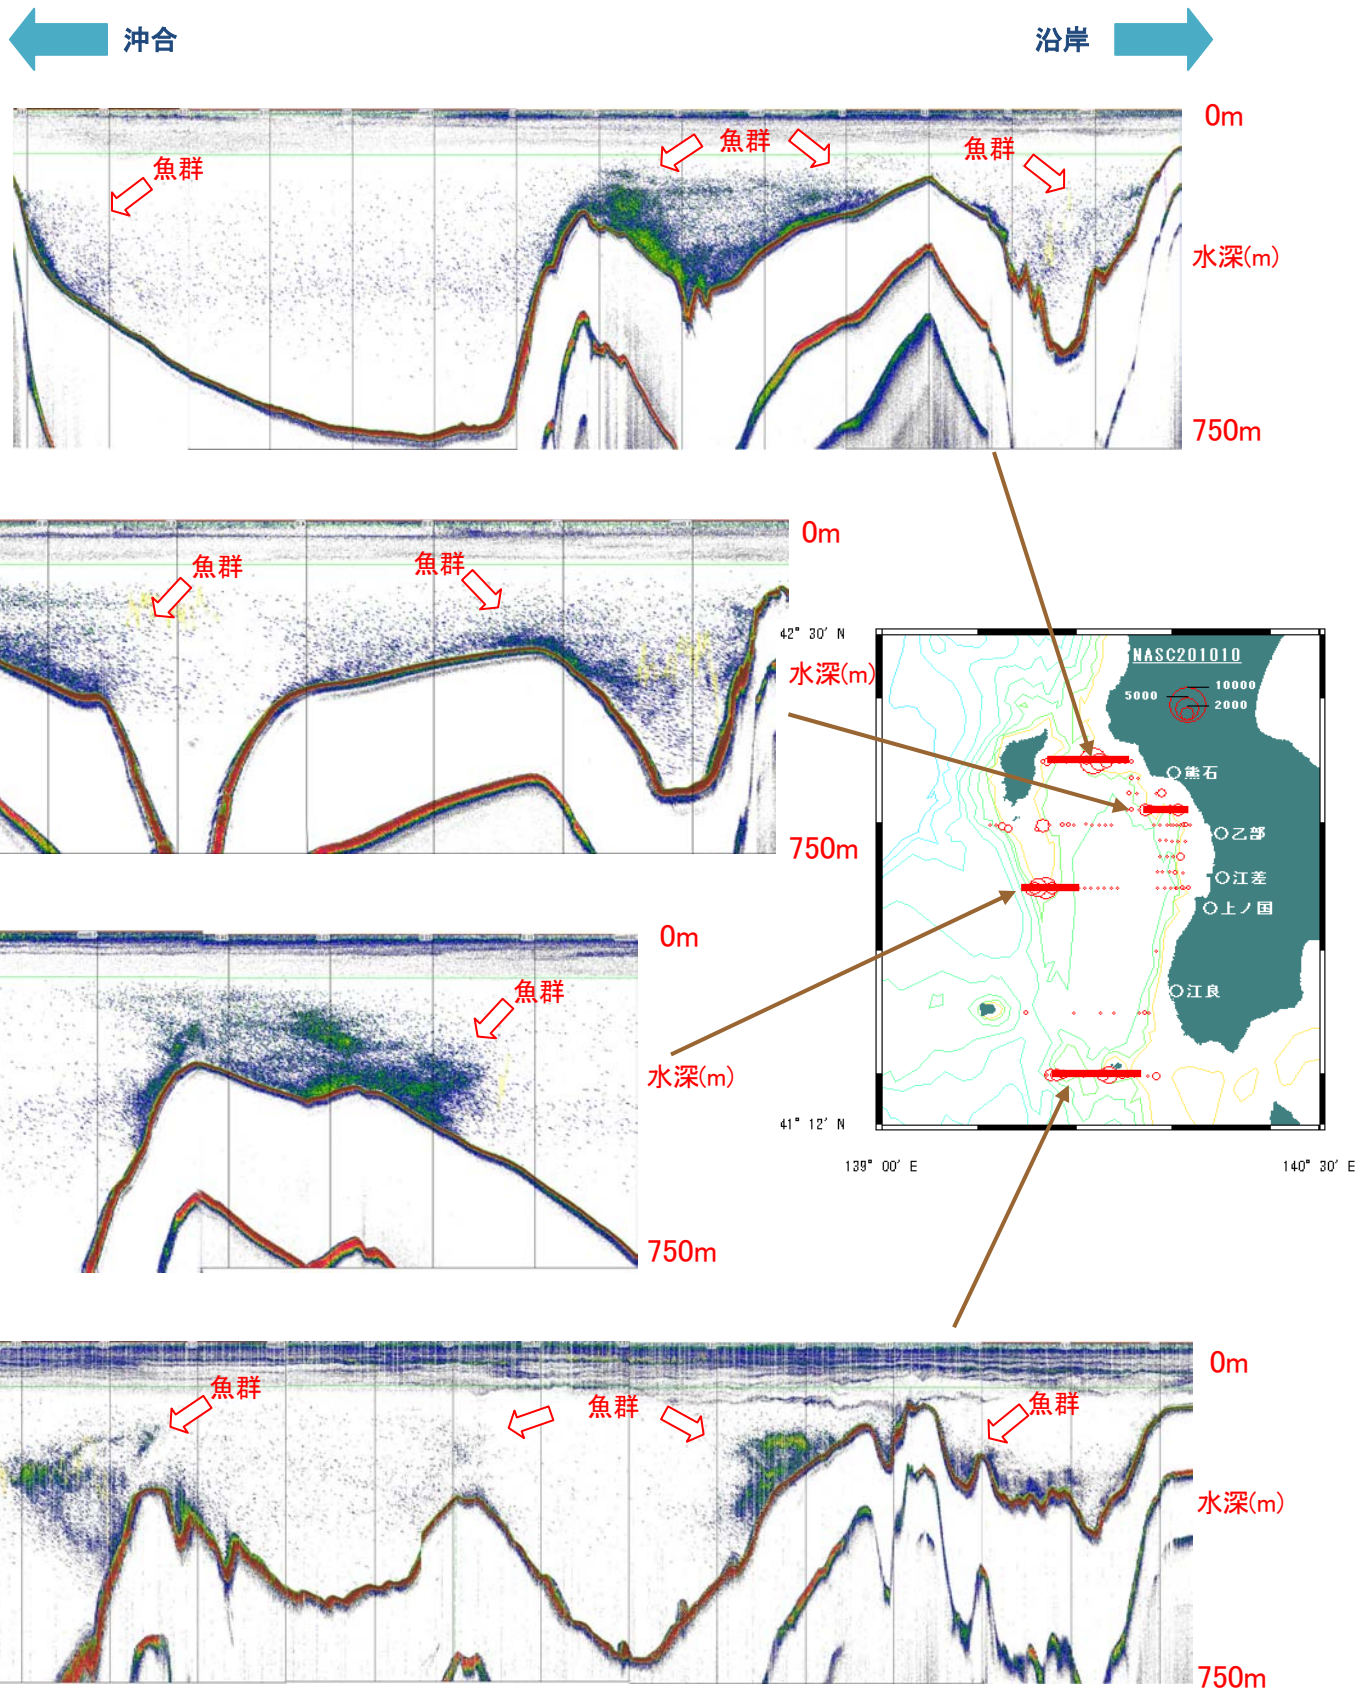 沖合
沿岸
0m
魚群
魚群
魚群
水深(m)
750m
0m
魚群
魚群
水深(m)
750m
42° 30′ N
NASC201010
10000
5000
2000
熊石
乙部
江差
上ノ国
江良
41° 12′ N
139° 00′ E
140° 30′ E
0m
魚群
水深(m)
750m
0m
魚群
魚群
魚群
水深(m)
750m